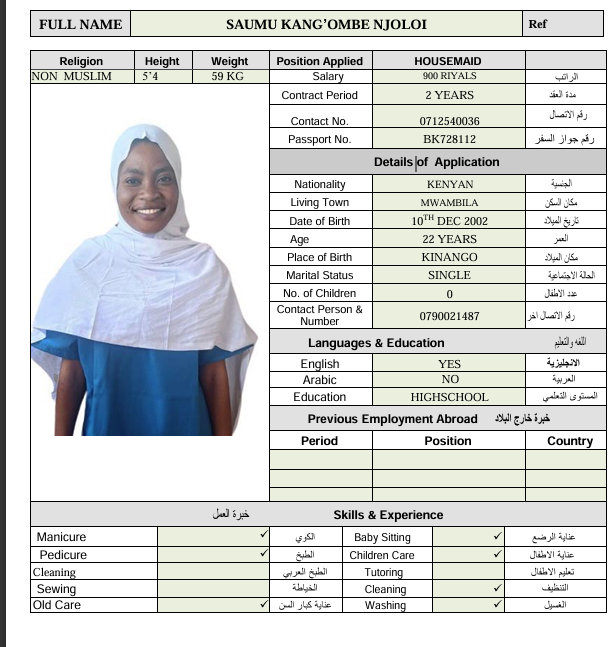 FULL NAME SAUMU KANG’OMBE NJOLOI Ref
Religion Height Weight Position Applied HOUSEMAID
NON MUSLIM 5’4 59 KG Salary 900 RIYALS الراتب
Contract Period 2 YEARS مدة العقد
Contact No. 0712540036 رقم الاتصال
Passport No. BK728112 رقم جواز السفر
Details of Application
Nationality KENYAN الجنسية
Living Town MWAMBILA مكان السكن
Date of Birth 10TH DEC 2002 تاريخ الميلاد
Age 22 YEARS العمر
Place of Birth KINANGO مكان الميلاد
Marital Status SINGLE الحالة الاجتماعية
No. of Children 0 عدد الاطفال
Contact Person & Number 0790021487 رقم الاتصال اخر
Languages & Education اللغه والتعليم
English YES الانجليزية
Arabic NO العربية
Education HIGHSCHOOL المستوى التعلمي
Previous Employment Abroad خبرة خارج البلاد
Period Position Country
خبرة العمل Skills & Experience
Manicure ✓ الكوي Baby Sitting ✓ عناية الرضع
Pedicure ✓ الطبخ Children Care ✓ عناية الاطفال
Cleaning الطبخ العربي Tutoring تعليم الاطفال
Sewing الخياطة Cleaning ✓ التنظيف
Old Care ✓ عناية كبار السن Washing ✓ الغسيل